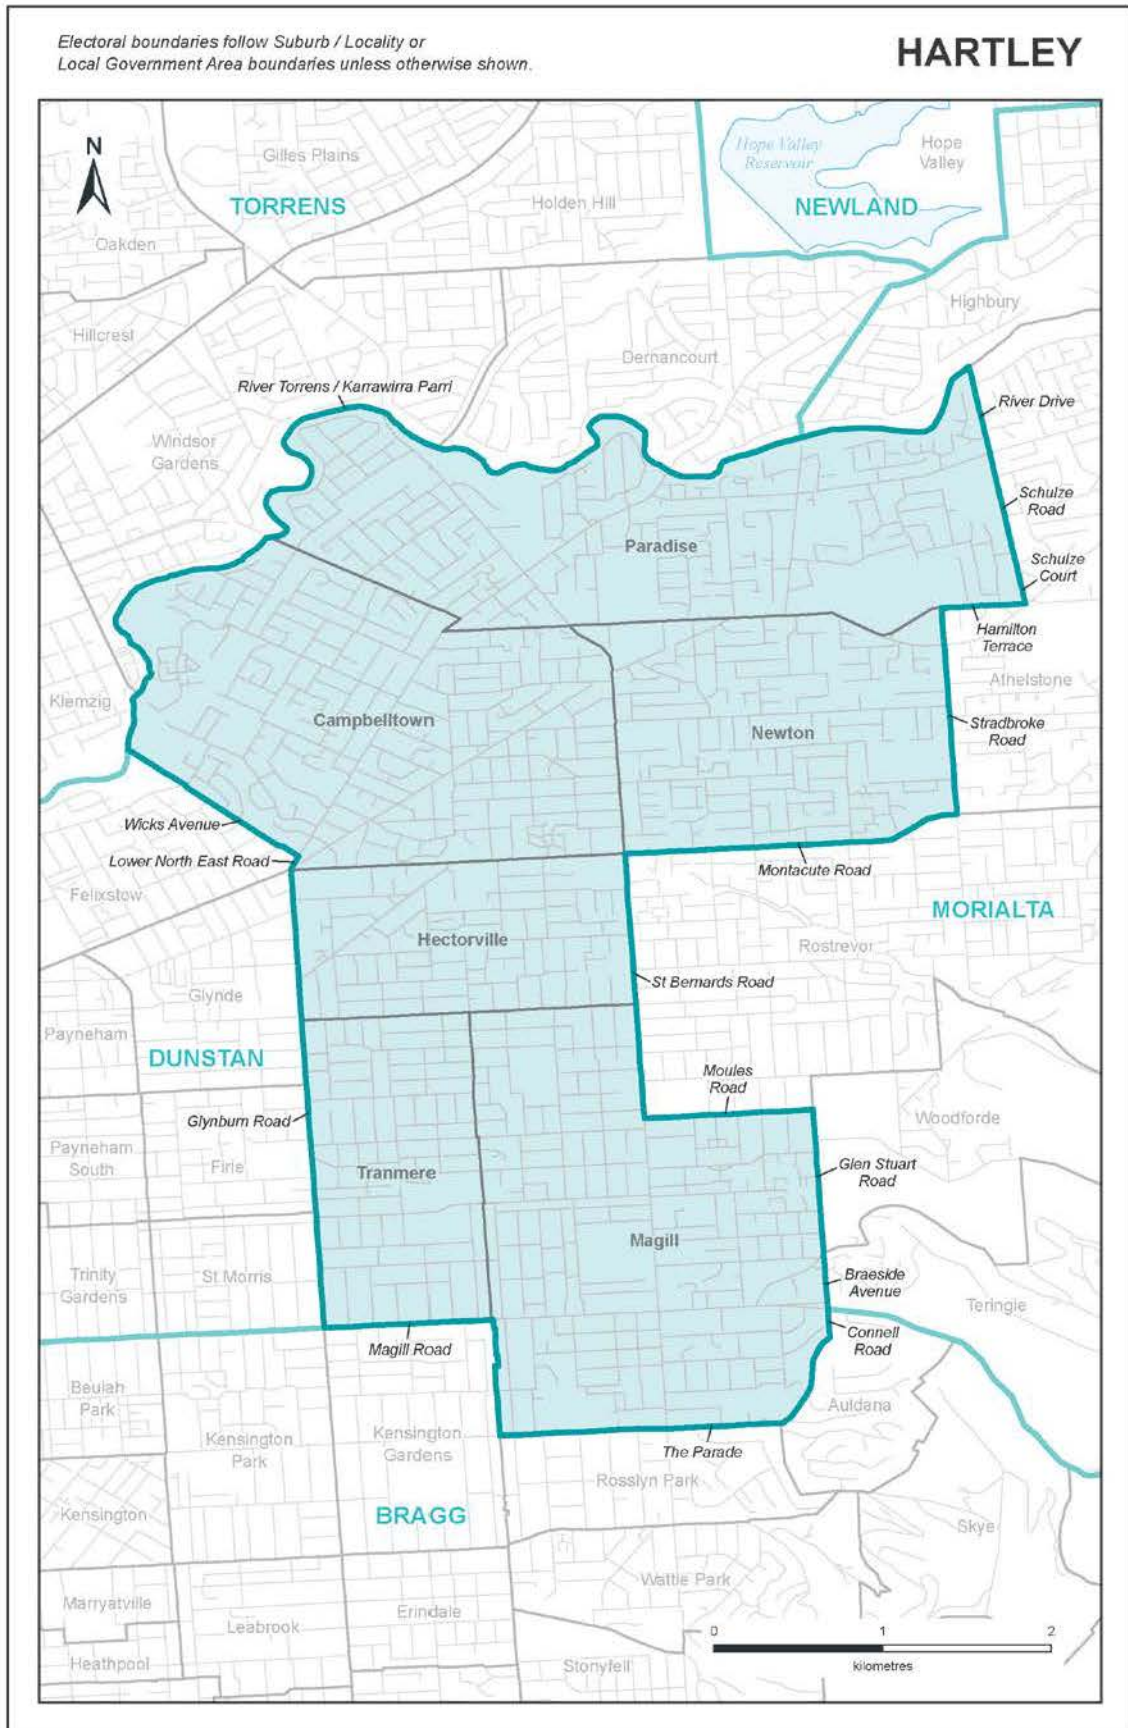 Electoral boundaries follow Suburb / Locality or
Local Government Area boundaries unless otherwise shown.
HARTLEY
N
Gilles Plains
TORRENS
Oakden
Holden Hill
Hope Valley
Reservoir
Hope
Valley
NEWLAND
Hillcrest
Highbury
Dernancourt
River Torrens / Karrawirra Parri
River Drive
Windsor
Gardens
Schulze
Road
Paradise
Schulze
Court
Hamilton
Terrace
Athelstone
Klemzig
Campbelltown
Newton
Stradbroke
Road
Wicks Avenue
Lower North East Road
Montacute Road
Felixstow
MORIALTA
Hectorville
Rostrevor
St Bernards Road
Glynde
Payneham
DUNSTAN
Moules
Road
Glynburn Road
Woodforde
Payneham
South
Firle
Tranmere
Glen Stuart
Road
Magill
Trinity
Gardens
St Morris
Braeside
Avenue
Teringie
Connell
Road
Magill Road
Beulah
Park
Auldana
Kensington
Park
Kensington
Gardens
The Parade
Rosslyn Park
Kensington
BRAGG
Skye
Wattle Park
Marryatville
Leabrook
Erindale
Heathpool
Stonyfell
0 1 2
kilometres